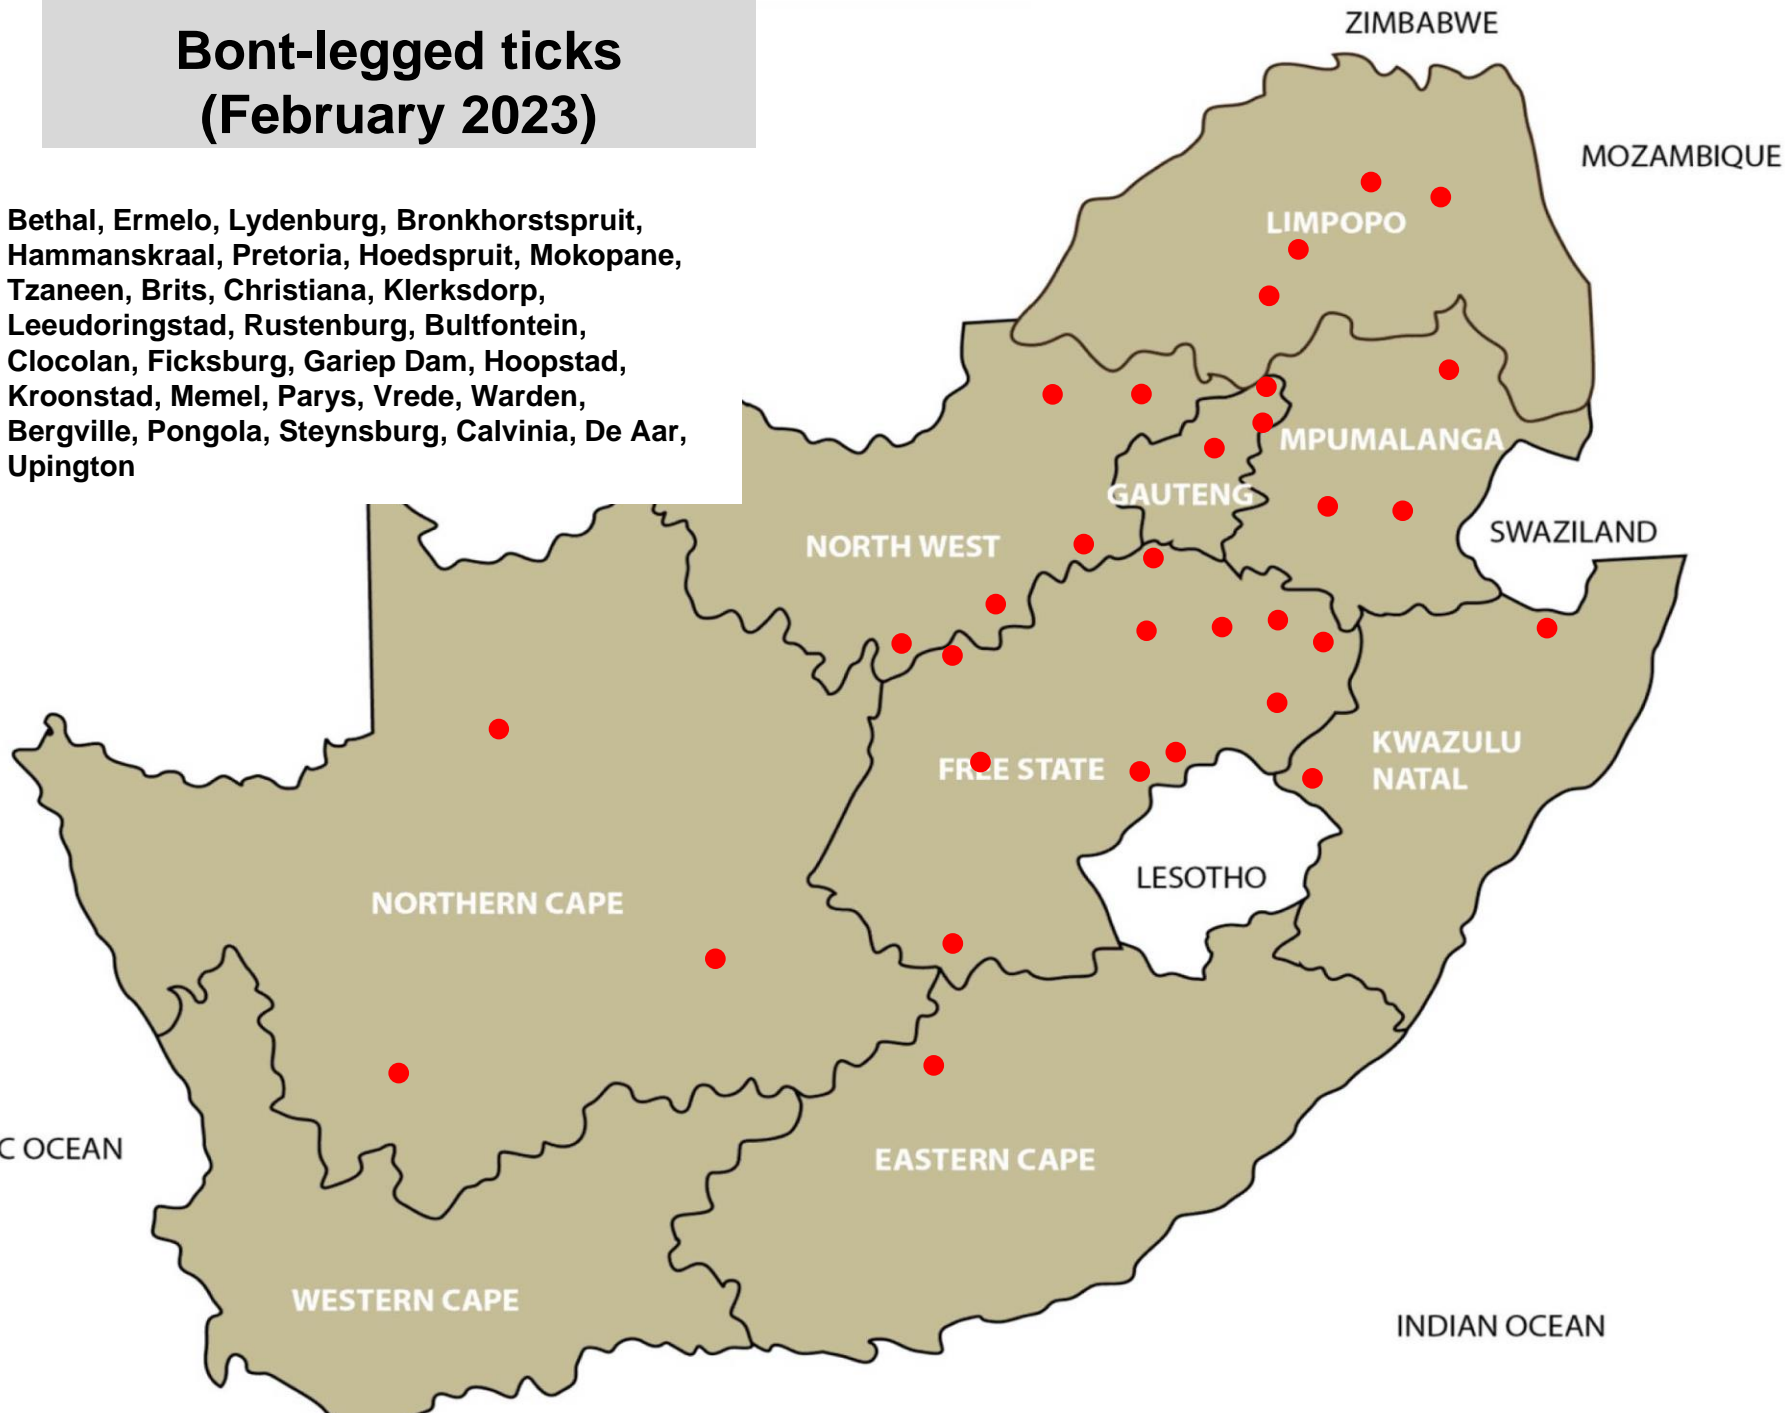 Bont-legged ticks
(February 2023)
Bethal, Ermelo, Lydenburg, Bronkhorstspruit,
Hammanskraal, Pretoria, Hoedspruit, Mokopane,
Tzaneen, Brits, Christiana, Klerksdorp,
Leeudoringstad, Rustenburg, Bultfontein,
Clocolan, Ficksburg, Gariep Dam, Hoopstad,
Kroonstad, Memel, Parys, Vrede, Warden,
Bergville, Pongola, Steynsburg, Calvinia, De Aar,
Upington
ZIMBABWE
MOZAMBIQUE
LIMPOPO
MPUMALANGA
GAUTENG
SWAZILAND
NORTH WEST
KWAZULU
NATAL
FREE STATE
LESOTHO
NORTHERN CAPE
C OCEAN
EASTERN CAPE
WESTERN CAPE
INDIAN OCEAN